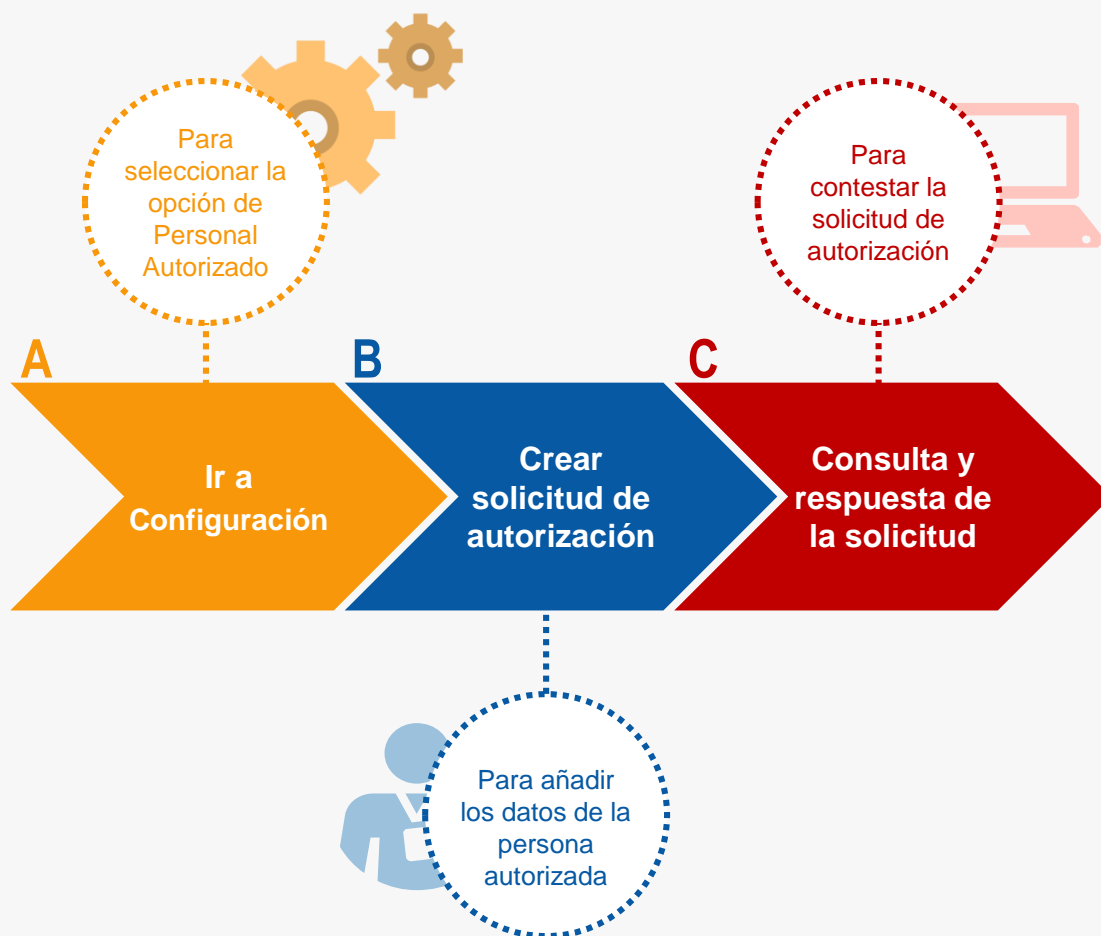 Para
seleccionar la
opción de
Personal
Autorizado
Para
contestar la
solicitud de
autorización
A
B
C
Ir a
Configuración
Crear
solicitud de
autorización
Consulta y
respuesta de
la solicitud
Para añadir
los datos de la
persona
autorizada